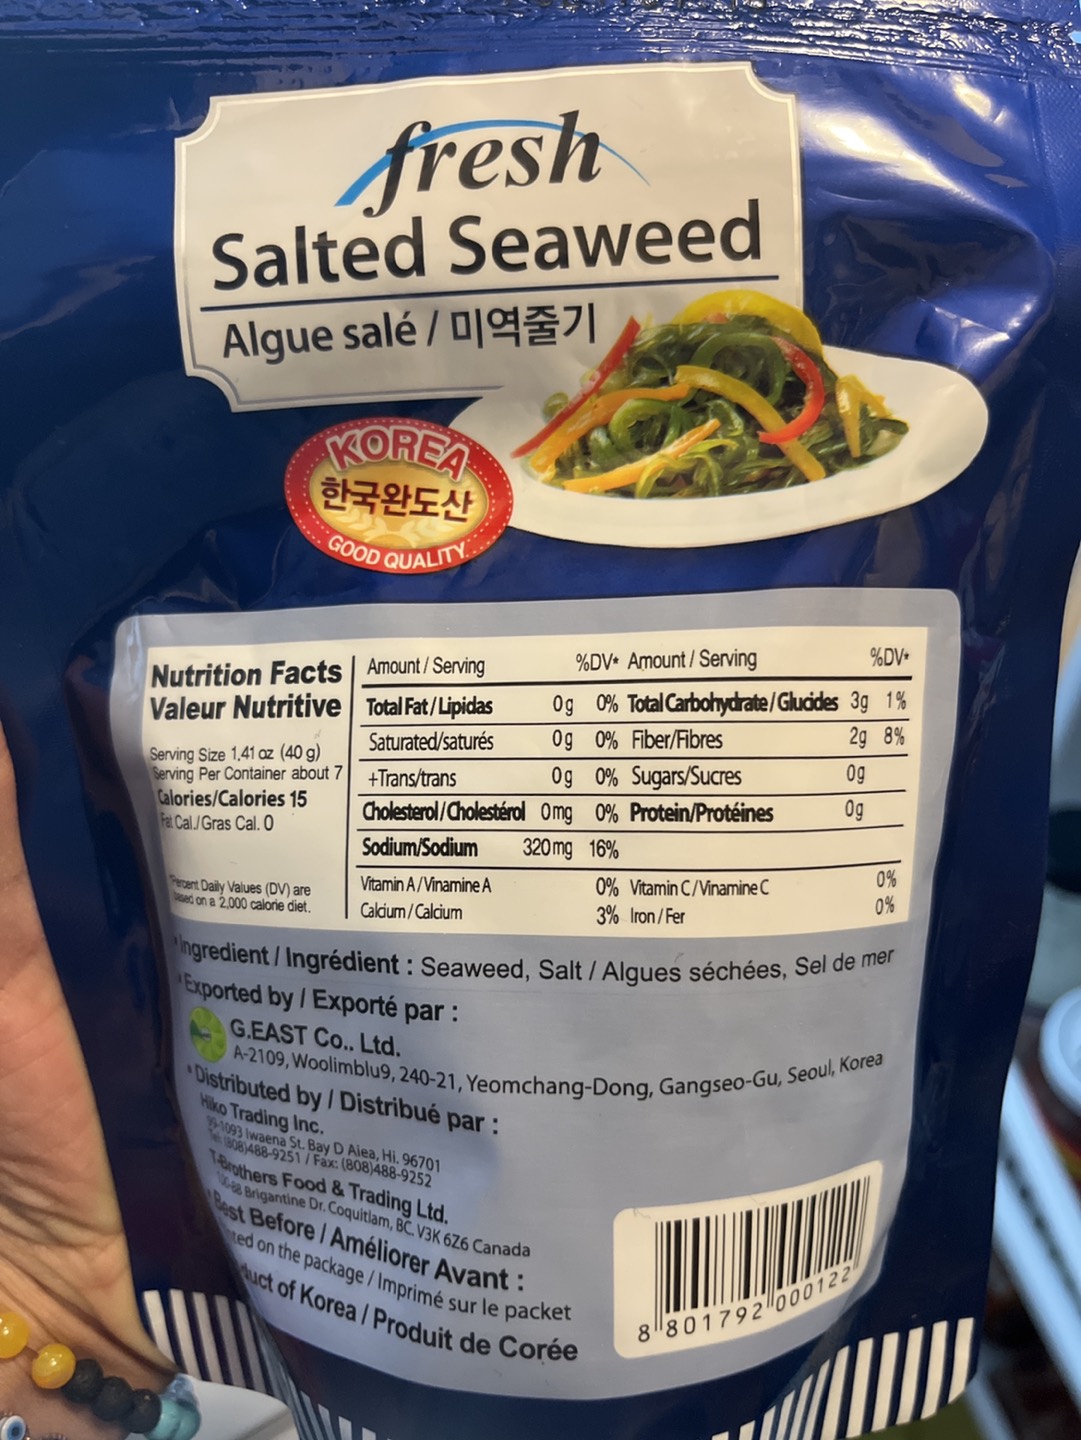 fresh
Salted Seaweed
Algue salé / 미역줄기
KOREA
한국완도산
GOOD QUALITY
Nutrition Facts
Valeur Nutritive
Serving Size 1.41 oz (40 g)
Serving Per Container about 7
Calories/Calories 15
Fat Cal./Gras Cal. 0
*Percent Daily Values (DV) are
based on a 2,000 calorie diet.
Amount / Serving %DV* Amount / Serving %DV*
Total Fat / Lipidas 0g 0% Total Carbohydrate / Glucides 3g 1%
Saturated/saturés 0g 0% Fiber/Fibres 2g 8%
+Trans/trans 0g 0% Sugars/Sucres 0g
Cholesterol / Cholestérol 0mg 0% Protein/Protéines 0g
Sodium/Sodium 320mg 16%
Vitamin A / Vinamine A 0% Vitamin C / Vinamine C 0%
Calcium / Calcium 3% Iron / Fer 0%
*Ingredient / Ingrédient : Seaweed, Salt / Algues séchées, Sel de mer
*Exported by / Exporté par :
G.EAST Co.. Ltd.
A-2109, Woolimblu9, 240-21, Yeomchang-Dong, Gangseo-Gu, Seoul, Korea
*Distributed by / Distribué par :
Hiko Trading Inc.
99-1093 Iwaena St. Bay D Aiea, Hi. 96701
Tel: (808)488-9251 / Fax: (808)488-9252
T-Brothers Food & Trading Ltd.
Brigantine Dr. Coquitlam, BC. V3K 6Z6 Canada
*Best Before / Améliorer Avant :
ted on the package / Imprimé sur le packet
duct of Korea / Produit de Corée
8 801792 000122